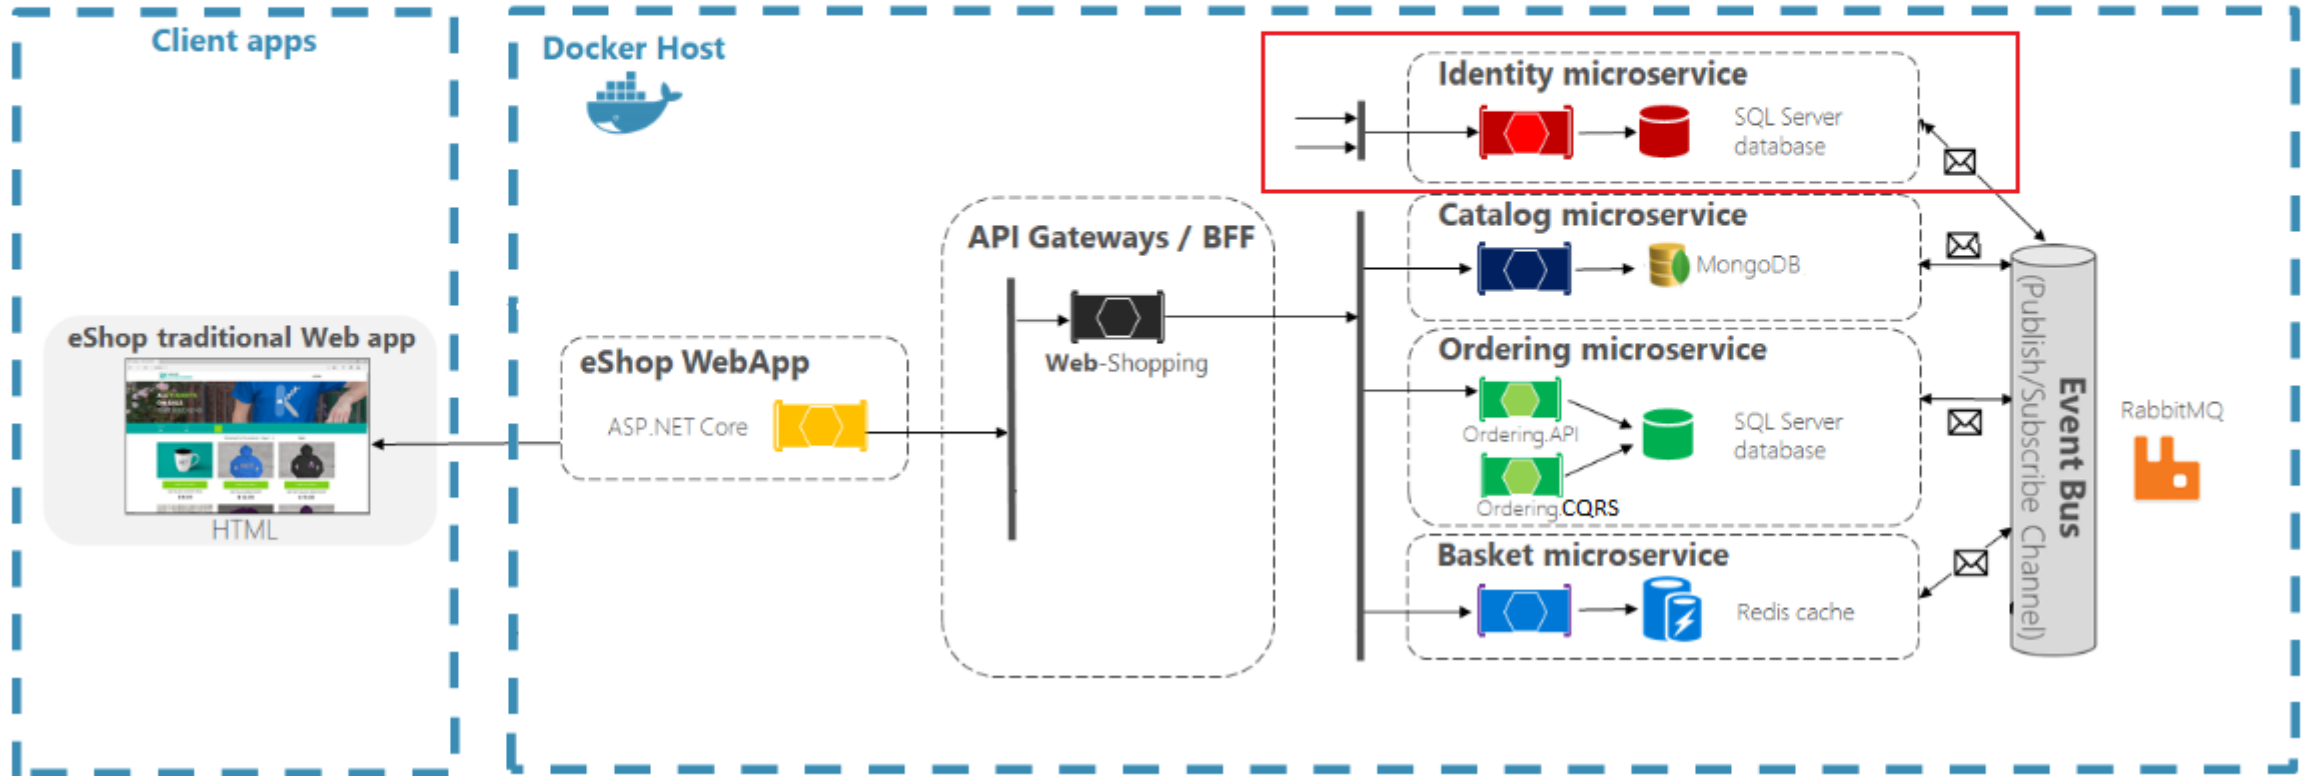 Client apps
eShop traditional Web app
HTML
Docker Host
eShop WebApp
ASP.NET Core
API Gateways / BFF
Web-Shopping
Identity microservice
SQL Server
database
Catalog microservice
MongoDB
Ordering microservice
Ordering.API
SQL Server
database
Ordering.CQRS
Basket microservice
Redis cache
Event Bus
(Publish/Subscribe Channel)
RabbitMQ